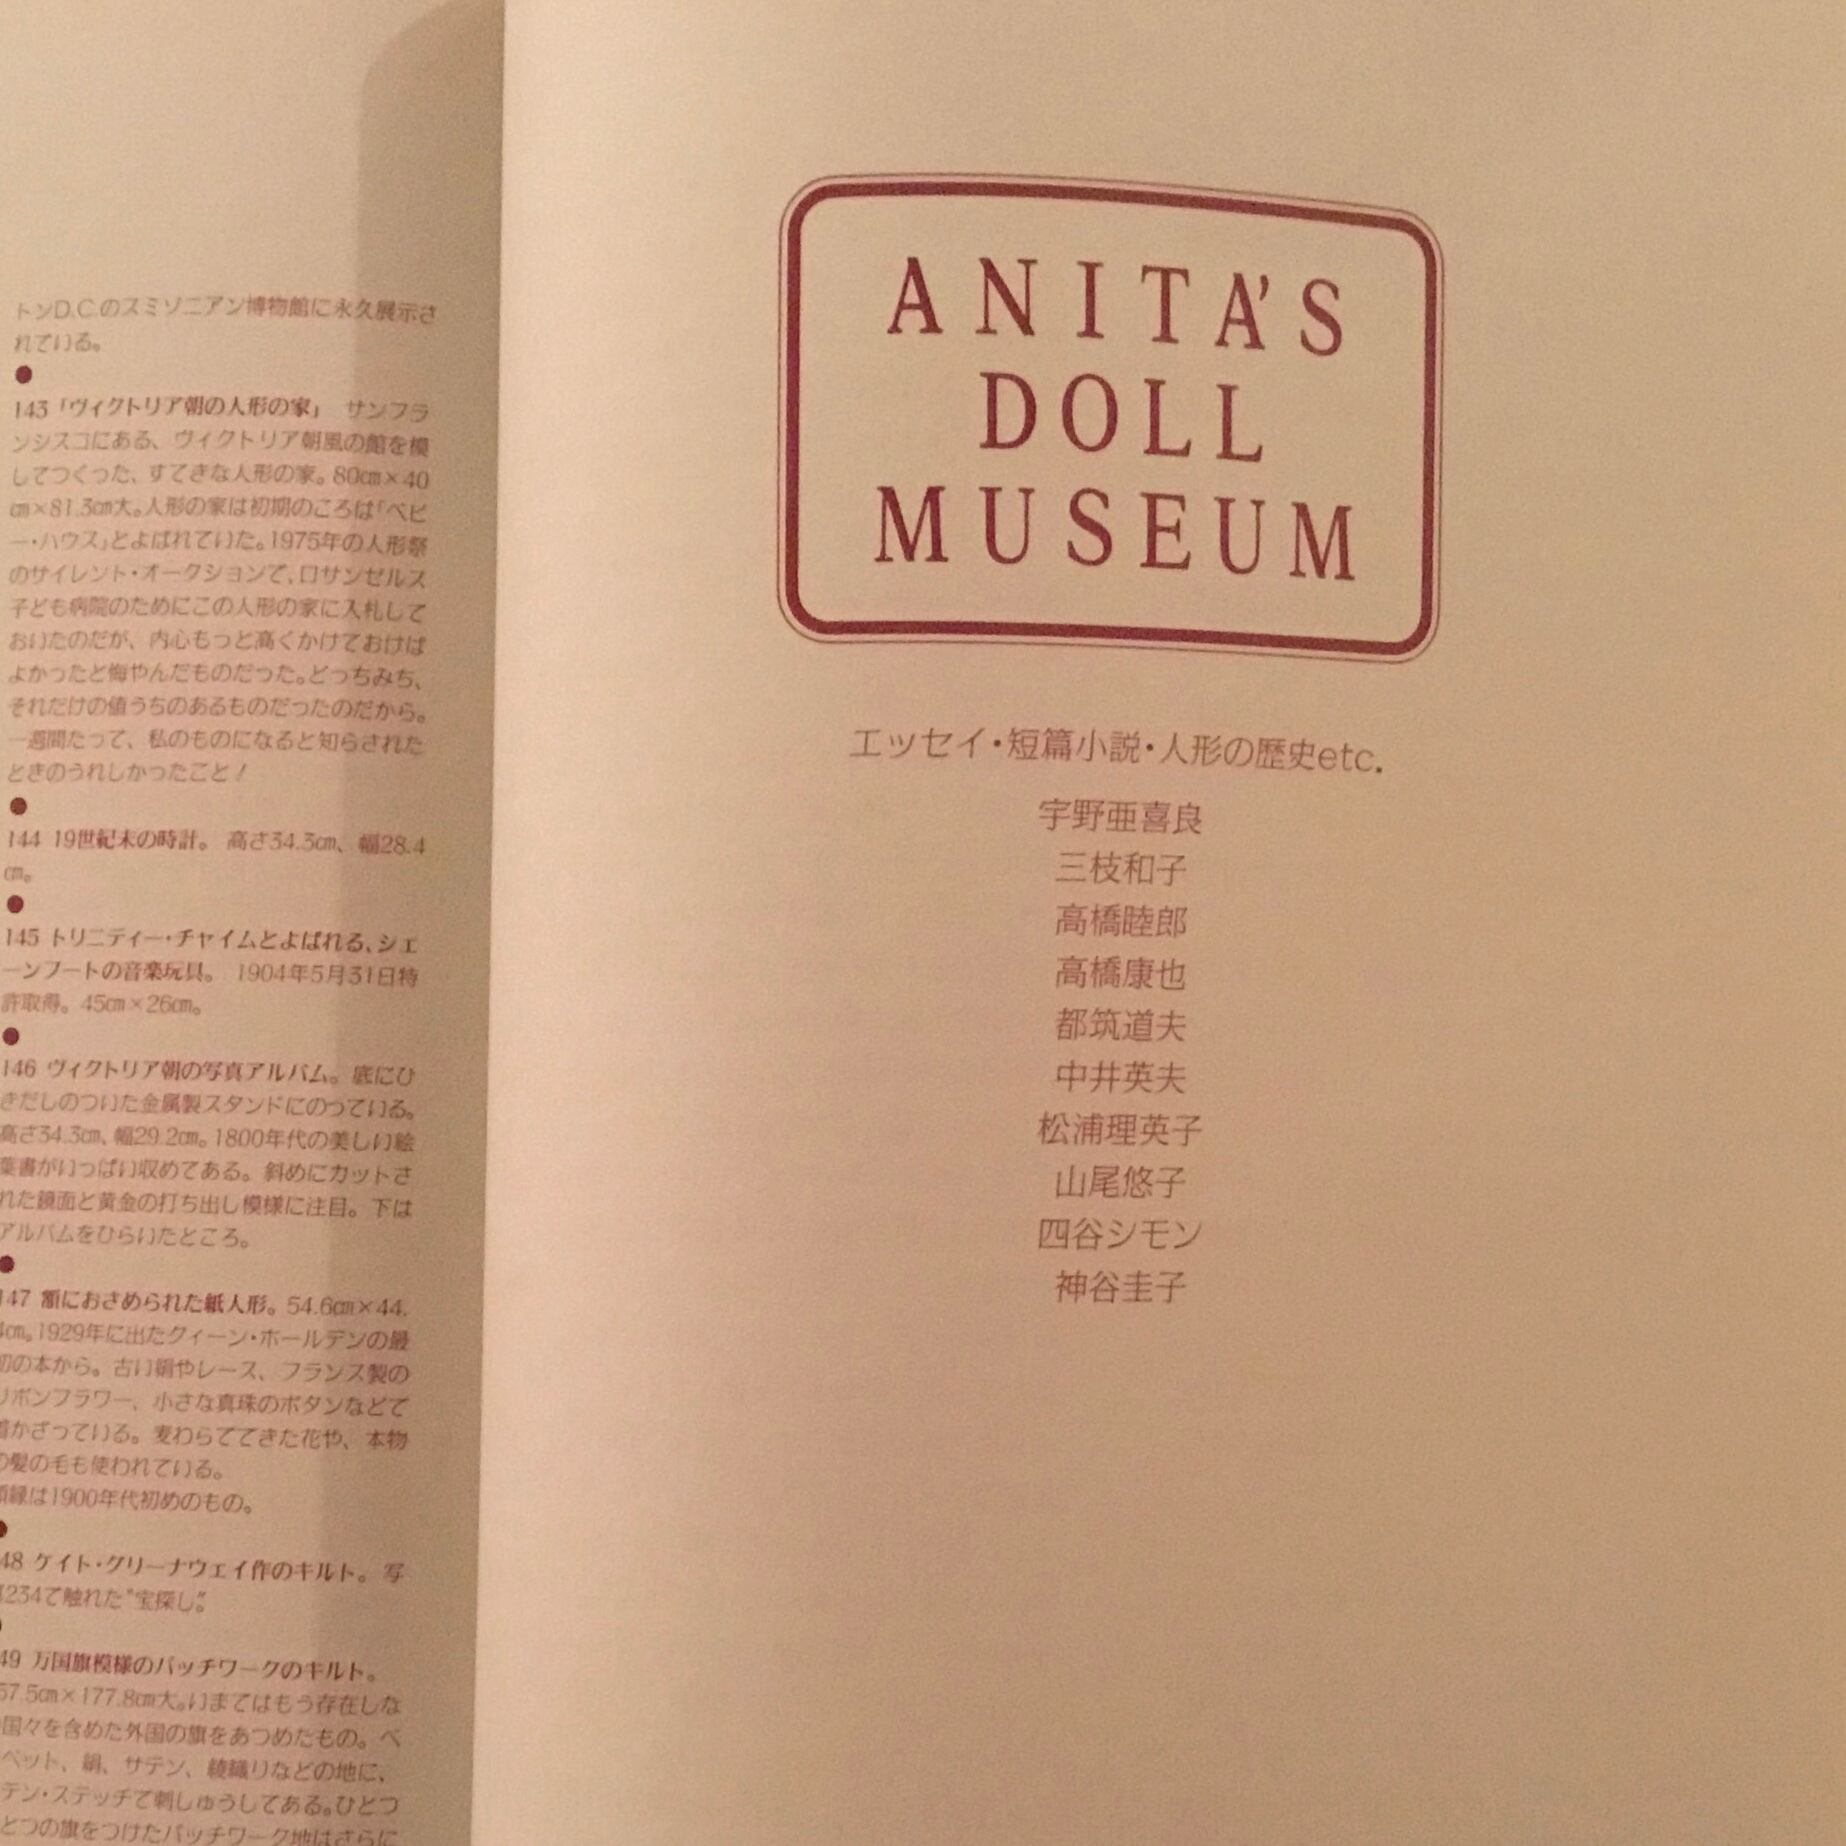 トンD.C.のスミソニアン博物館に永久展示さ
れている。
●
143「ヴィクトリア朝の人形の家」 サンフラ
ンシスコにある、ヴィクトリア朝風の館を模
してつくった、すてきな人形の家。80㎝×40
㎝×81.3㎝大。人形の家は初期のころは「ベビ
ー・ハウス」とよばれていた。1975年の人形祭
のサイレント・オークションで、ロサンゼルス
子ども病院のためにこの人形の家に入札して
おいたのだが、内心もっと高くかけておけば
よかったと悔やんだものだった。どっちみち、
それだけの値うちのあるものだったのだから。
一週間たって、私のものになると知らされた
ときのうれしかったこと！
●
144 19世紀末の時計。 高さ34.3㎝、幅28.4
㎝。
●
145 トリニティー・チャイムとよばれる、シェ
ーンフートの音楽玩具。 1904年5月31日特
許取得。45㎝×26㎝。
●
146 ヴィクトリア朝の写真アルバム。底にひ
きだしのついた金属製スタンドにのっている。
高さ34.3㎝、幅29.2㎝。1800年代の美しい絵
葉書がいっぱい収めてある。斜めにカットさ
れた鏡面と黄金の打ち出し模様に注目。下は
アルバムをひらいたところ。
●
147 額におさめられた紙人形。54.6㎝×44.
4㎝。1929年に出たクィーン・ホールデンの最
初の本から。古い絹やレース、フランス製の
リボンフラワー、小さな真珠のボタンなどで
着かざっている。麦わらでできた花や、本物
の髪の毛も使われている。
額縁は1900年代初めのもの。
●
48 ケイト・グリーナウェイ作のキルト。写
234で触れた"宝探し"。
49 万国旗模様のパッチワークのキルト。
57.5㎝×177.8㎝大。いまではもう存在しな
国々を含めた外国の旗をあつめたもの。ベ
ベット、絹、サテン、綾織りなどの地に、
テン・ステッチで刺しゅうしてある。ひとつ
とつの旗をつけたパッチワーク地はさらに
ANITA'S
DOLL
MUSEUM
エッセイ・短篇小説・人形の歴史etc.
宇野亜喜良
三枝和子
高橋睦郎
高橋康也
都筑道夫
中井英夫
松浦理英子
山尾悠子
四谷シモン
神谷圭子